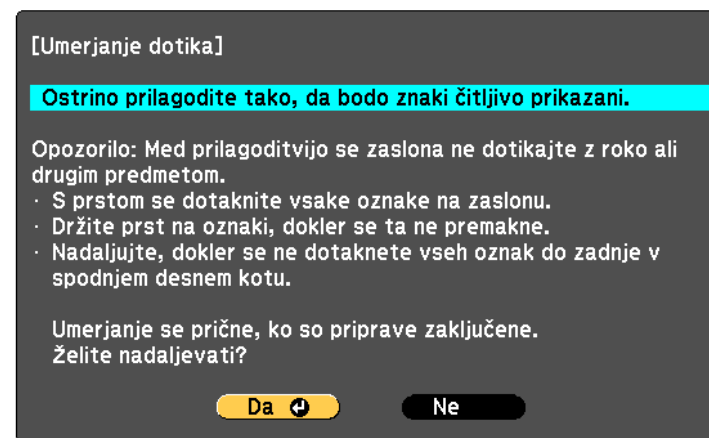 [Umerjanje dotika]
Ostrino prilagodite tako, da bodo znaki čitljivo prikazani.
Opozorilo: Med prilagoditvijo se zaslona ne dotikajte z roko ali
drugim predmetom.
· S prstom se dotaknite vsake oznake na zaslonu.
· Držite prst na oznaki, dokler se ta ne premakne.
· Nadaljujte, dokler se ne dotaknete vseh oznak do zadnje v
spodnjem desnem kotu.
Umerjanje se prične, ko so priprave zaključene.
Želite nadaljevati?
Da Ne